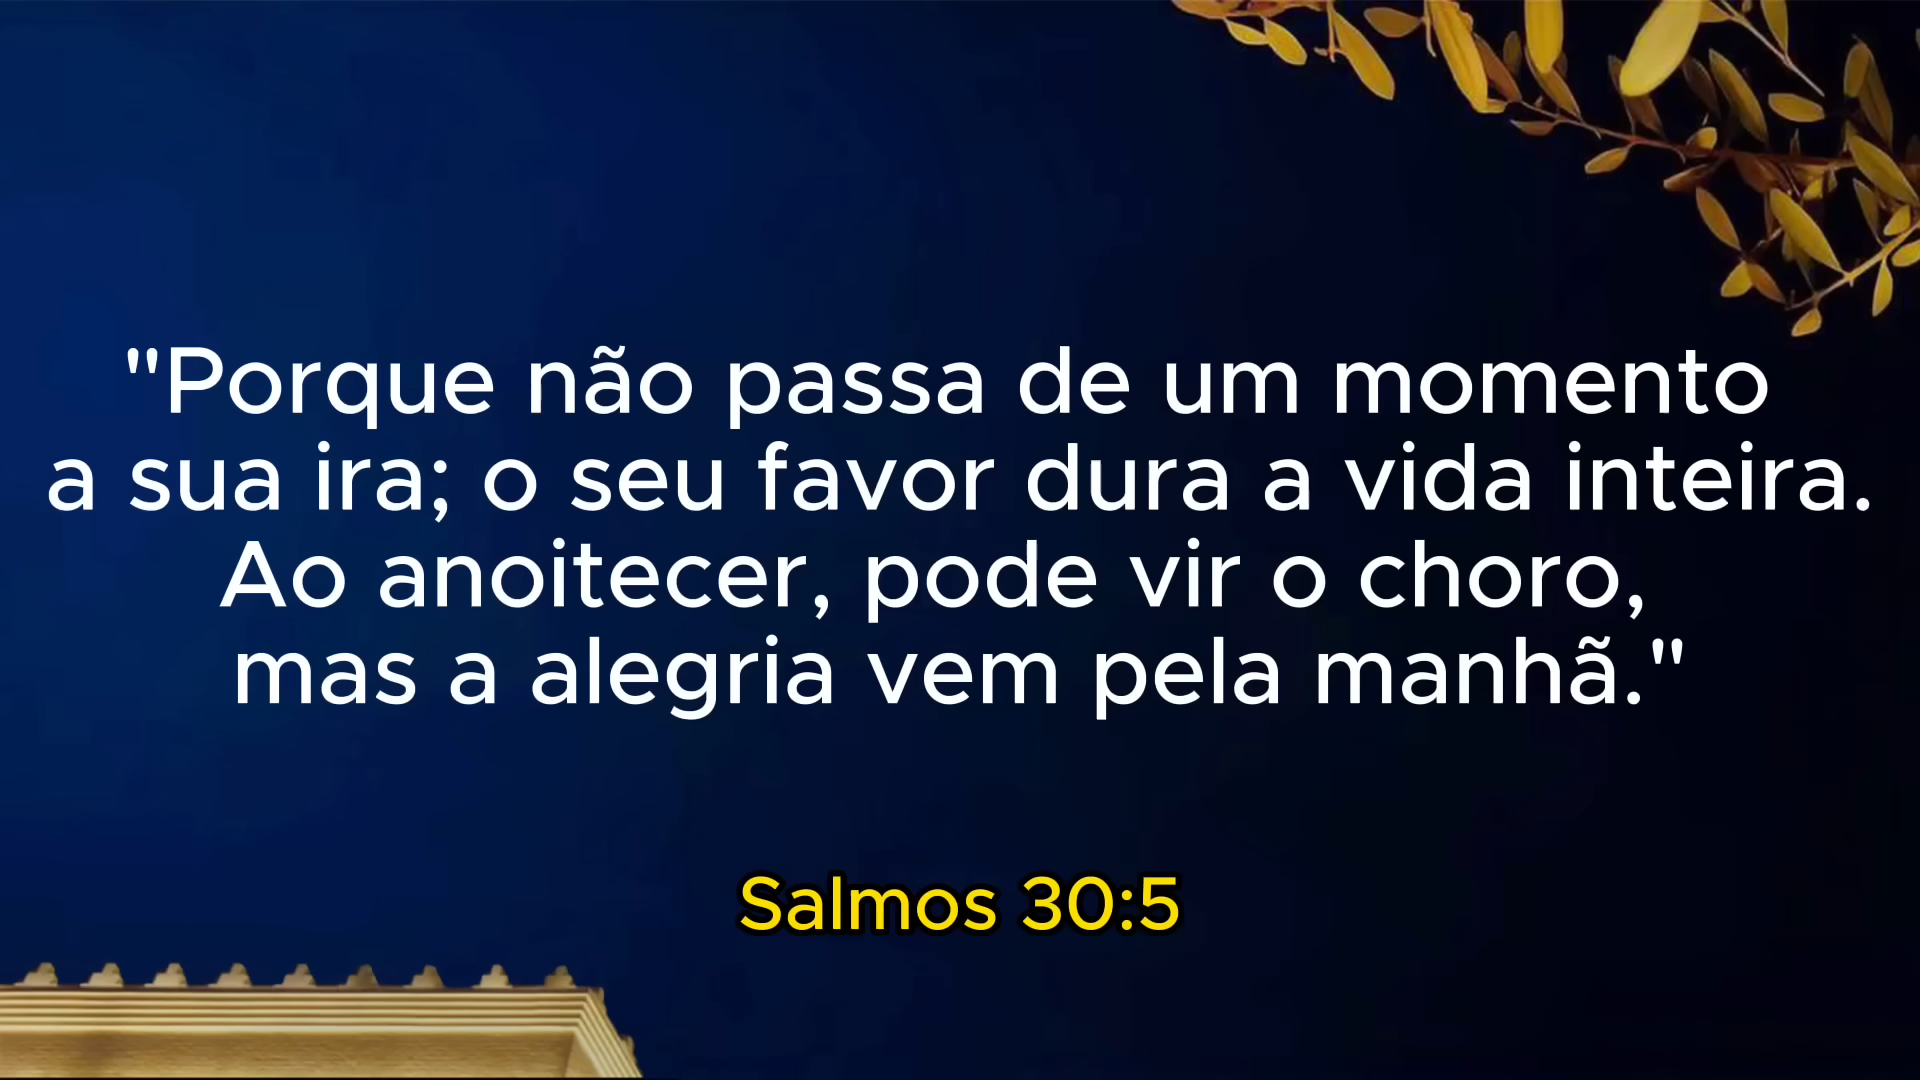 "Porque não passa de um momento
a sua ira; o seu favor dura a vida inteira.
Ao anoitecer, pode vir o choro,
mas a alegria vem pela manhã."
Salmos 30:5